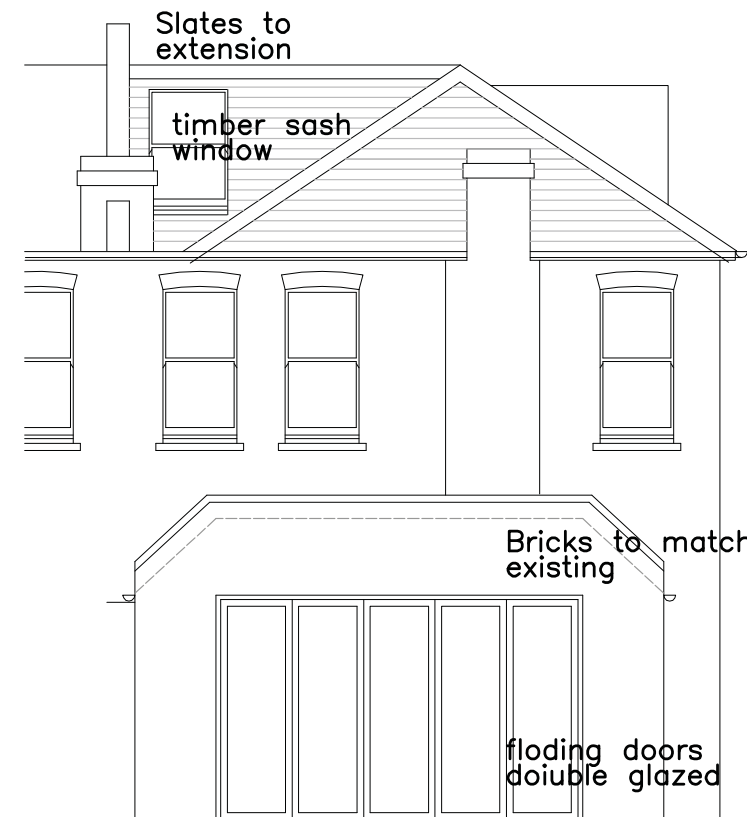 Slates to
extension
timber sash
window
Bricks to match
existing
floding doors
doiuble glazed